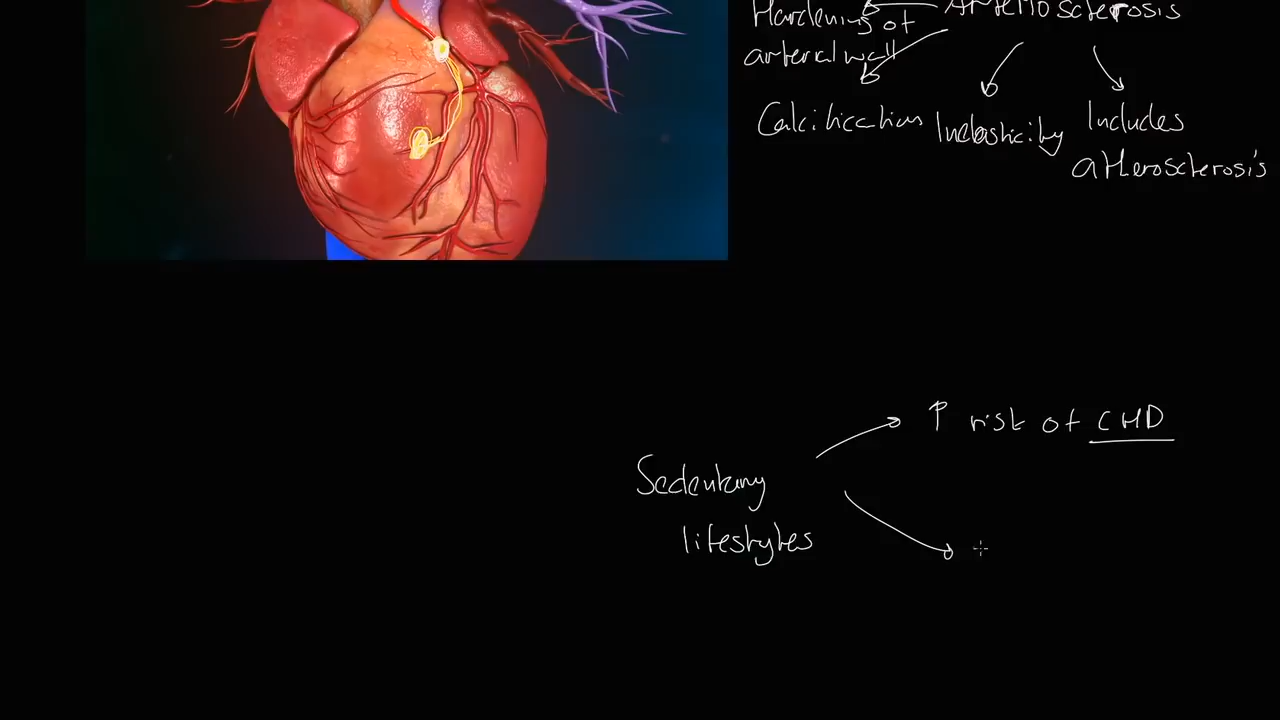 Arteriosclerosis
Hardening of
arterial wall
Calcification Inelasticity Includes
atherosclerosis
↑ risk of CHD
Sedentary
lifestyles